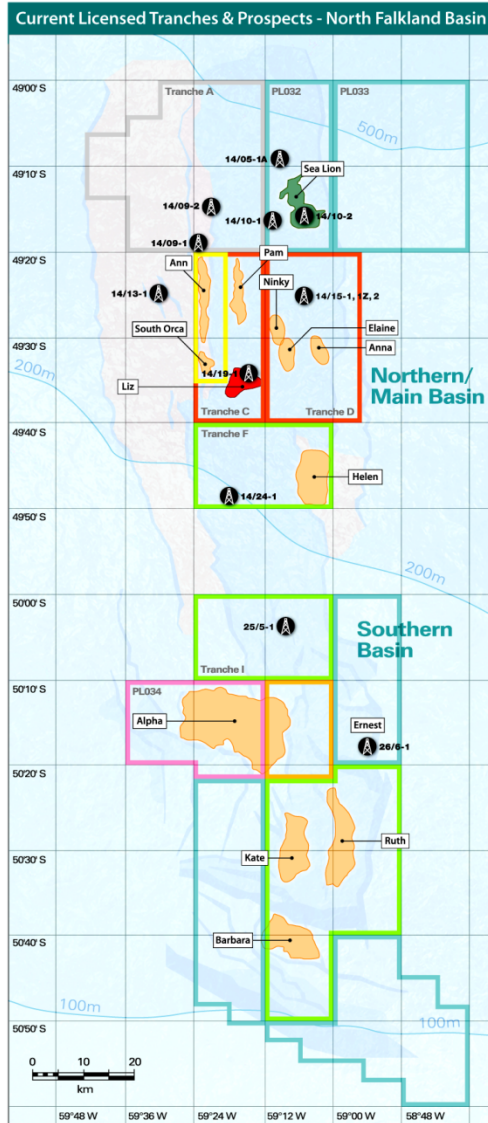 Current Licensed Tranches & Prospects - North Falkland Basin
49°00' S
Tranche A
PL032
PL033
500m
14/05-1A
49°10' S
Sea Lion
14/09-2
14/10-1
14/10-2
14/09-1
49°20' S
Pam
Ann
Ninky
14/13-1
14/15-1, 1Z, 2
South Orca
Elaine
49°30' S
Anna
200m
14/19-1
Northern/
Main Basin
Liz
Tranche C
Tranche D
49°40' S
Tranche F
Helen
14/24-1
49°50' S
200m
50°00' S
25/5-1
Southern
Basin
Tranche I
50°10' S
PL034
Alpha
Ernest
26/6-1
50°20' S
Ruth
50°30' S
Kate
50°40' S
Barbara
100m
50°50' S
100m
0 10 20
km
59°48' W
59°36' W
59°24' W
59°12' W
59°00' W
58°48' W